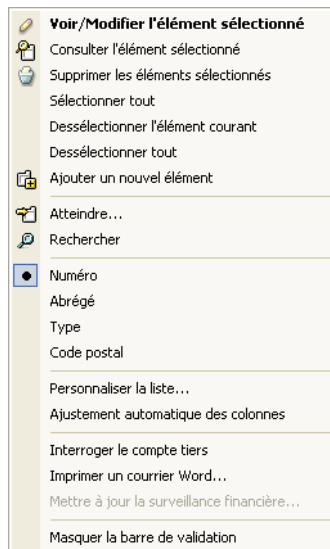 Voir/Modifier l'élément sélectionné
Consulter l'élément sélectionné
Supprimer les éléments sélectionnés
Sélectionner tout
Dessélectionner l'élément courant
Dessélectionner tout
Ajouter un nouvel élément
Atteindre...
Rechercher
Numéro
Abrégé
Type
Code postal
Personnaliser la liste...
Ajustement automatique des colonnes
Interroger le compte tiers
Imprimer un courrier Word...
Mettre à jour la surveillance financière...
Masquer la barre de validation